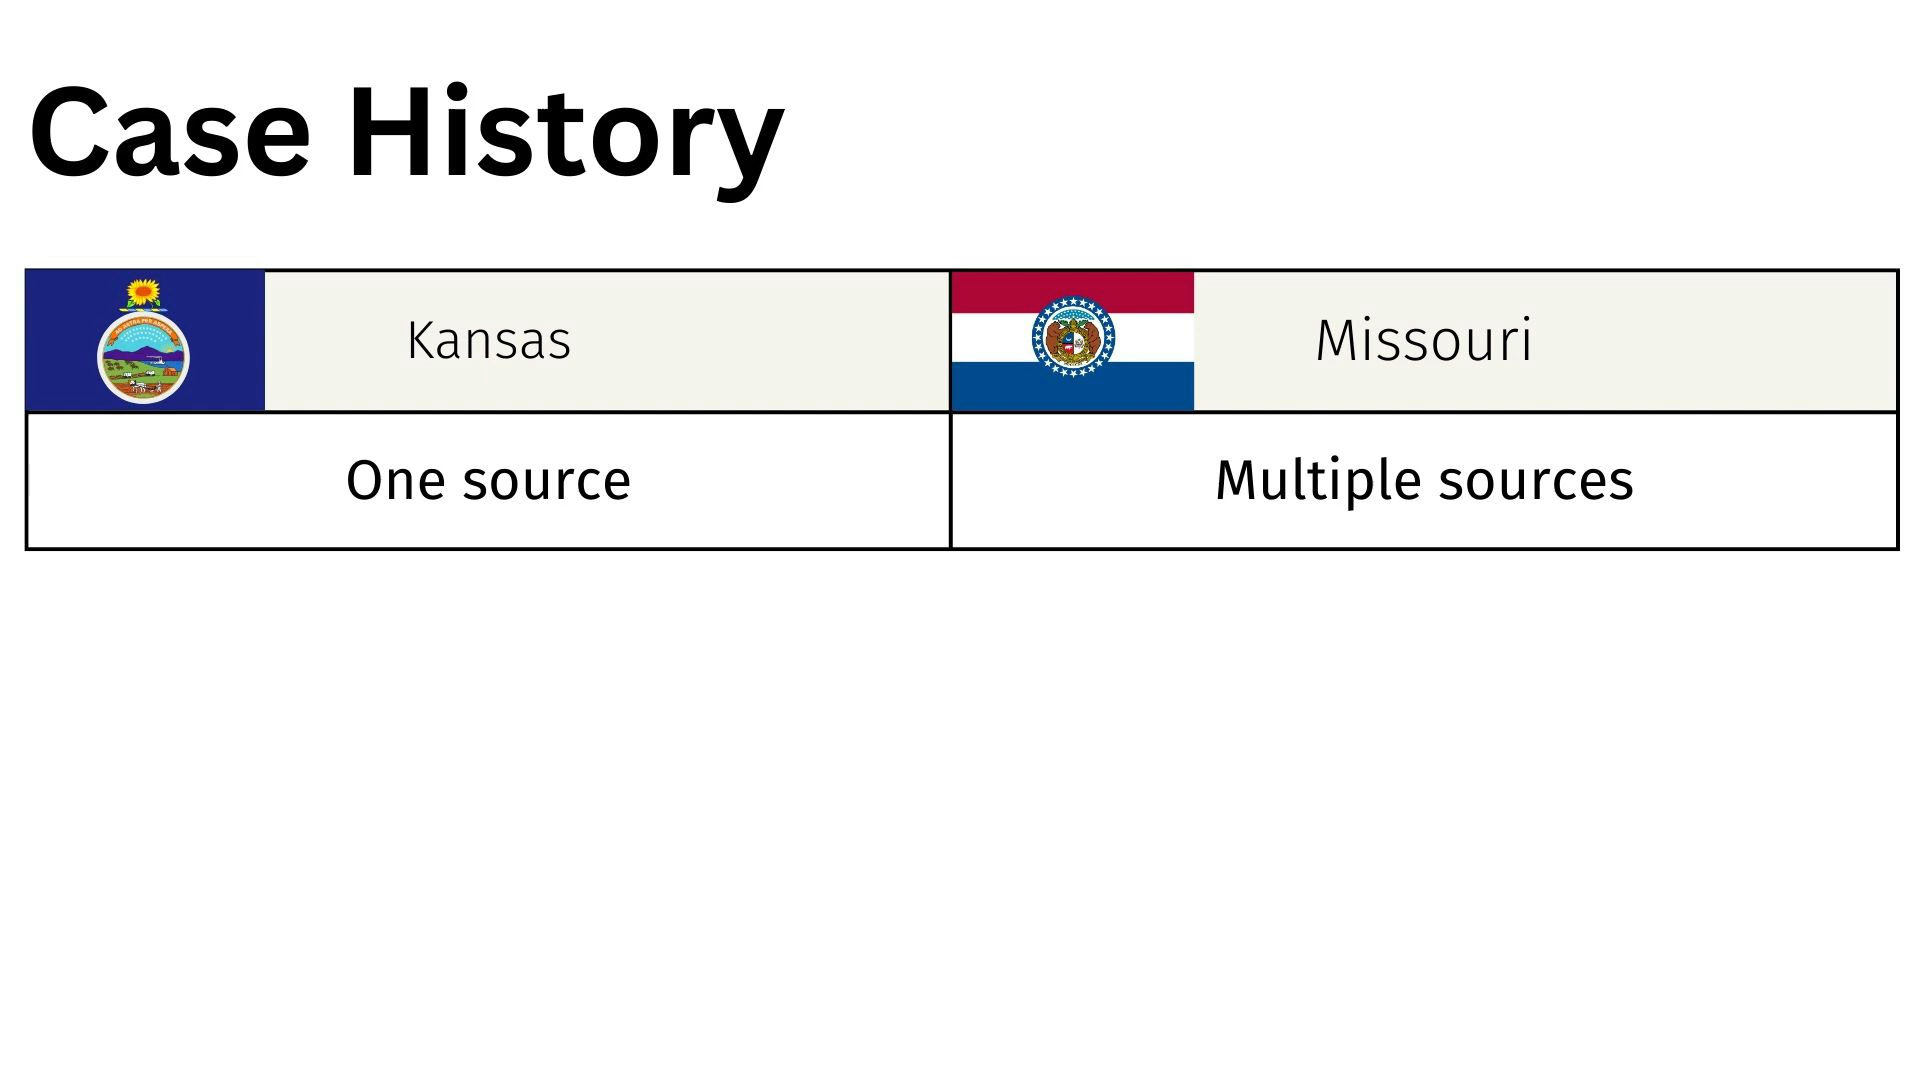 Case History
Kansas
Missouri
One source
Multiple sources